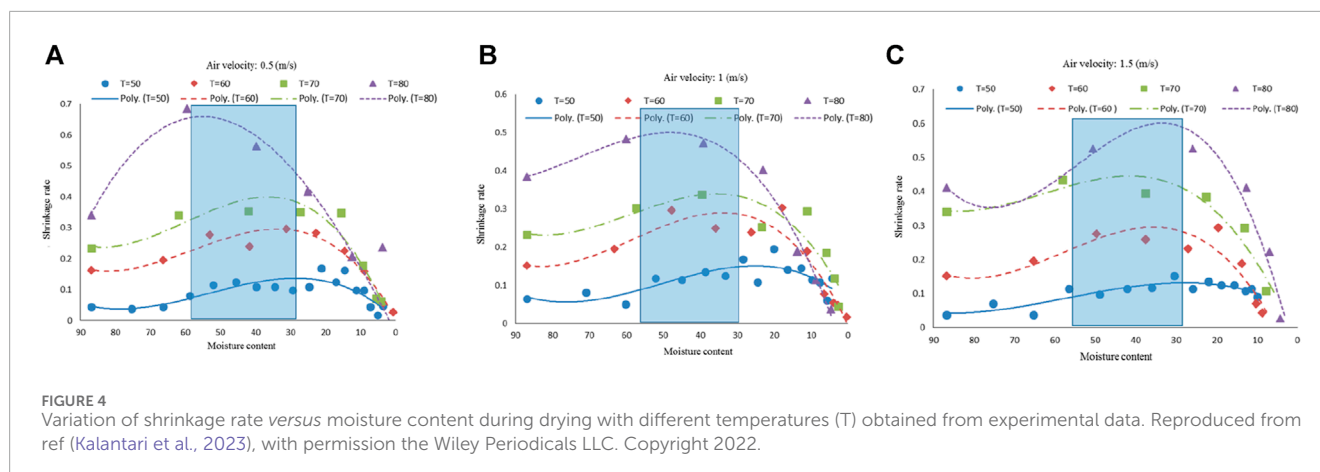 A
Air velocity: 0.5 (m/s)
T=50 T=60 T=70 T=80
Poly. (T=50) Poly. (T=60) Poly. (T=70) Poly. (T=80)
0.7
0.6
0.5
0.4
0.3
0.2
0.1
0
Shrinkage rate
90 80 70 60 50 40 30 20 10 0
Moisture content
B
Air velocity: 1 (m/s)
T=50 T=60 T=70 T=80
Poly. (T=50) Poly. (T=60) Poly. (T=70) Poly. (T=80)
0.6
0.5
0.4
0.3
0.2
0.1
0
Shrinkage rate
90 80 70 60 50 40 30 20 10 0
Moisture content
C
Air velocity: 1.5 (m/s)
T=50 T=60 T=70 T=80
Poly. (T=50) Poly. (T=60 ) Poly. (T=70) Poly. (T=80)
0.7
0.6
0.5
0.4
0.3
0.2
0.1
0
Shrinkage rate
90 80 70 60 50 40 30 20 10 0
Moisture content
FIGURE 4
Variation of shrinkage rate versus moisture content during drying with different temperatures (T) obtained from experimental data. Reproduced from
ref (Kalantari et al., 2023), with permission the Wiley Periodicals LLC. Copyright 2022.